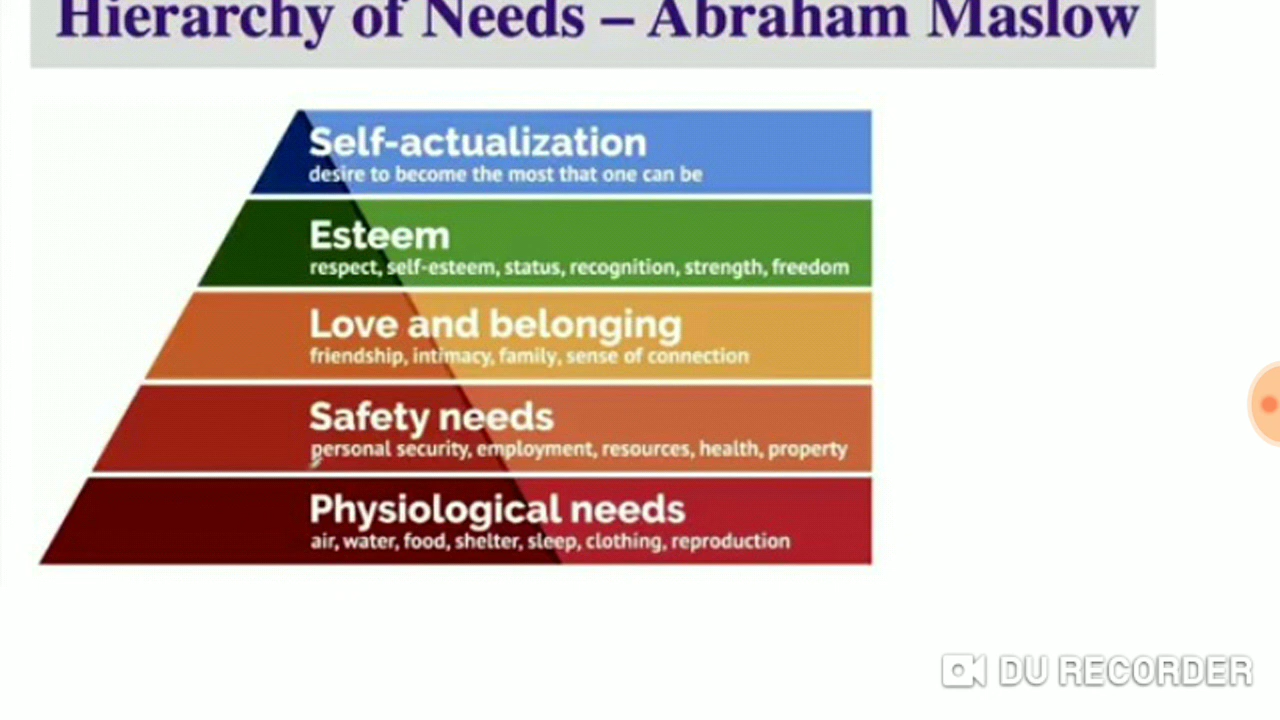 Hierarchy of Needs – Abraham Maslow
Self-actualization
desire to become the most that one can be
Esteem
respect, self-esteem, status, recognition, strength, freedom
Love and belonging
friendship, intimacy, family, sense of connection
Safety needs
personal security, employment, resources, health, property
Physiological needs
air, water, food, shelter, sleep, clothing, reproduction
DU RECORDER